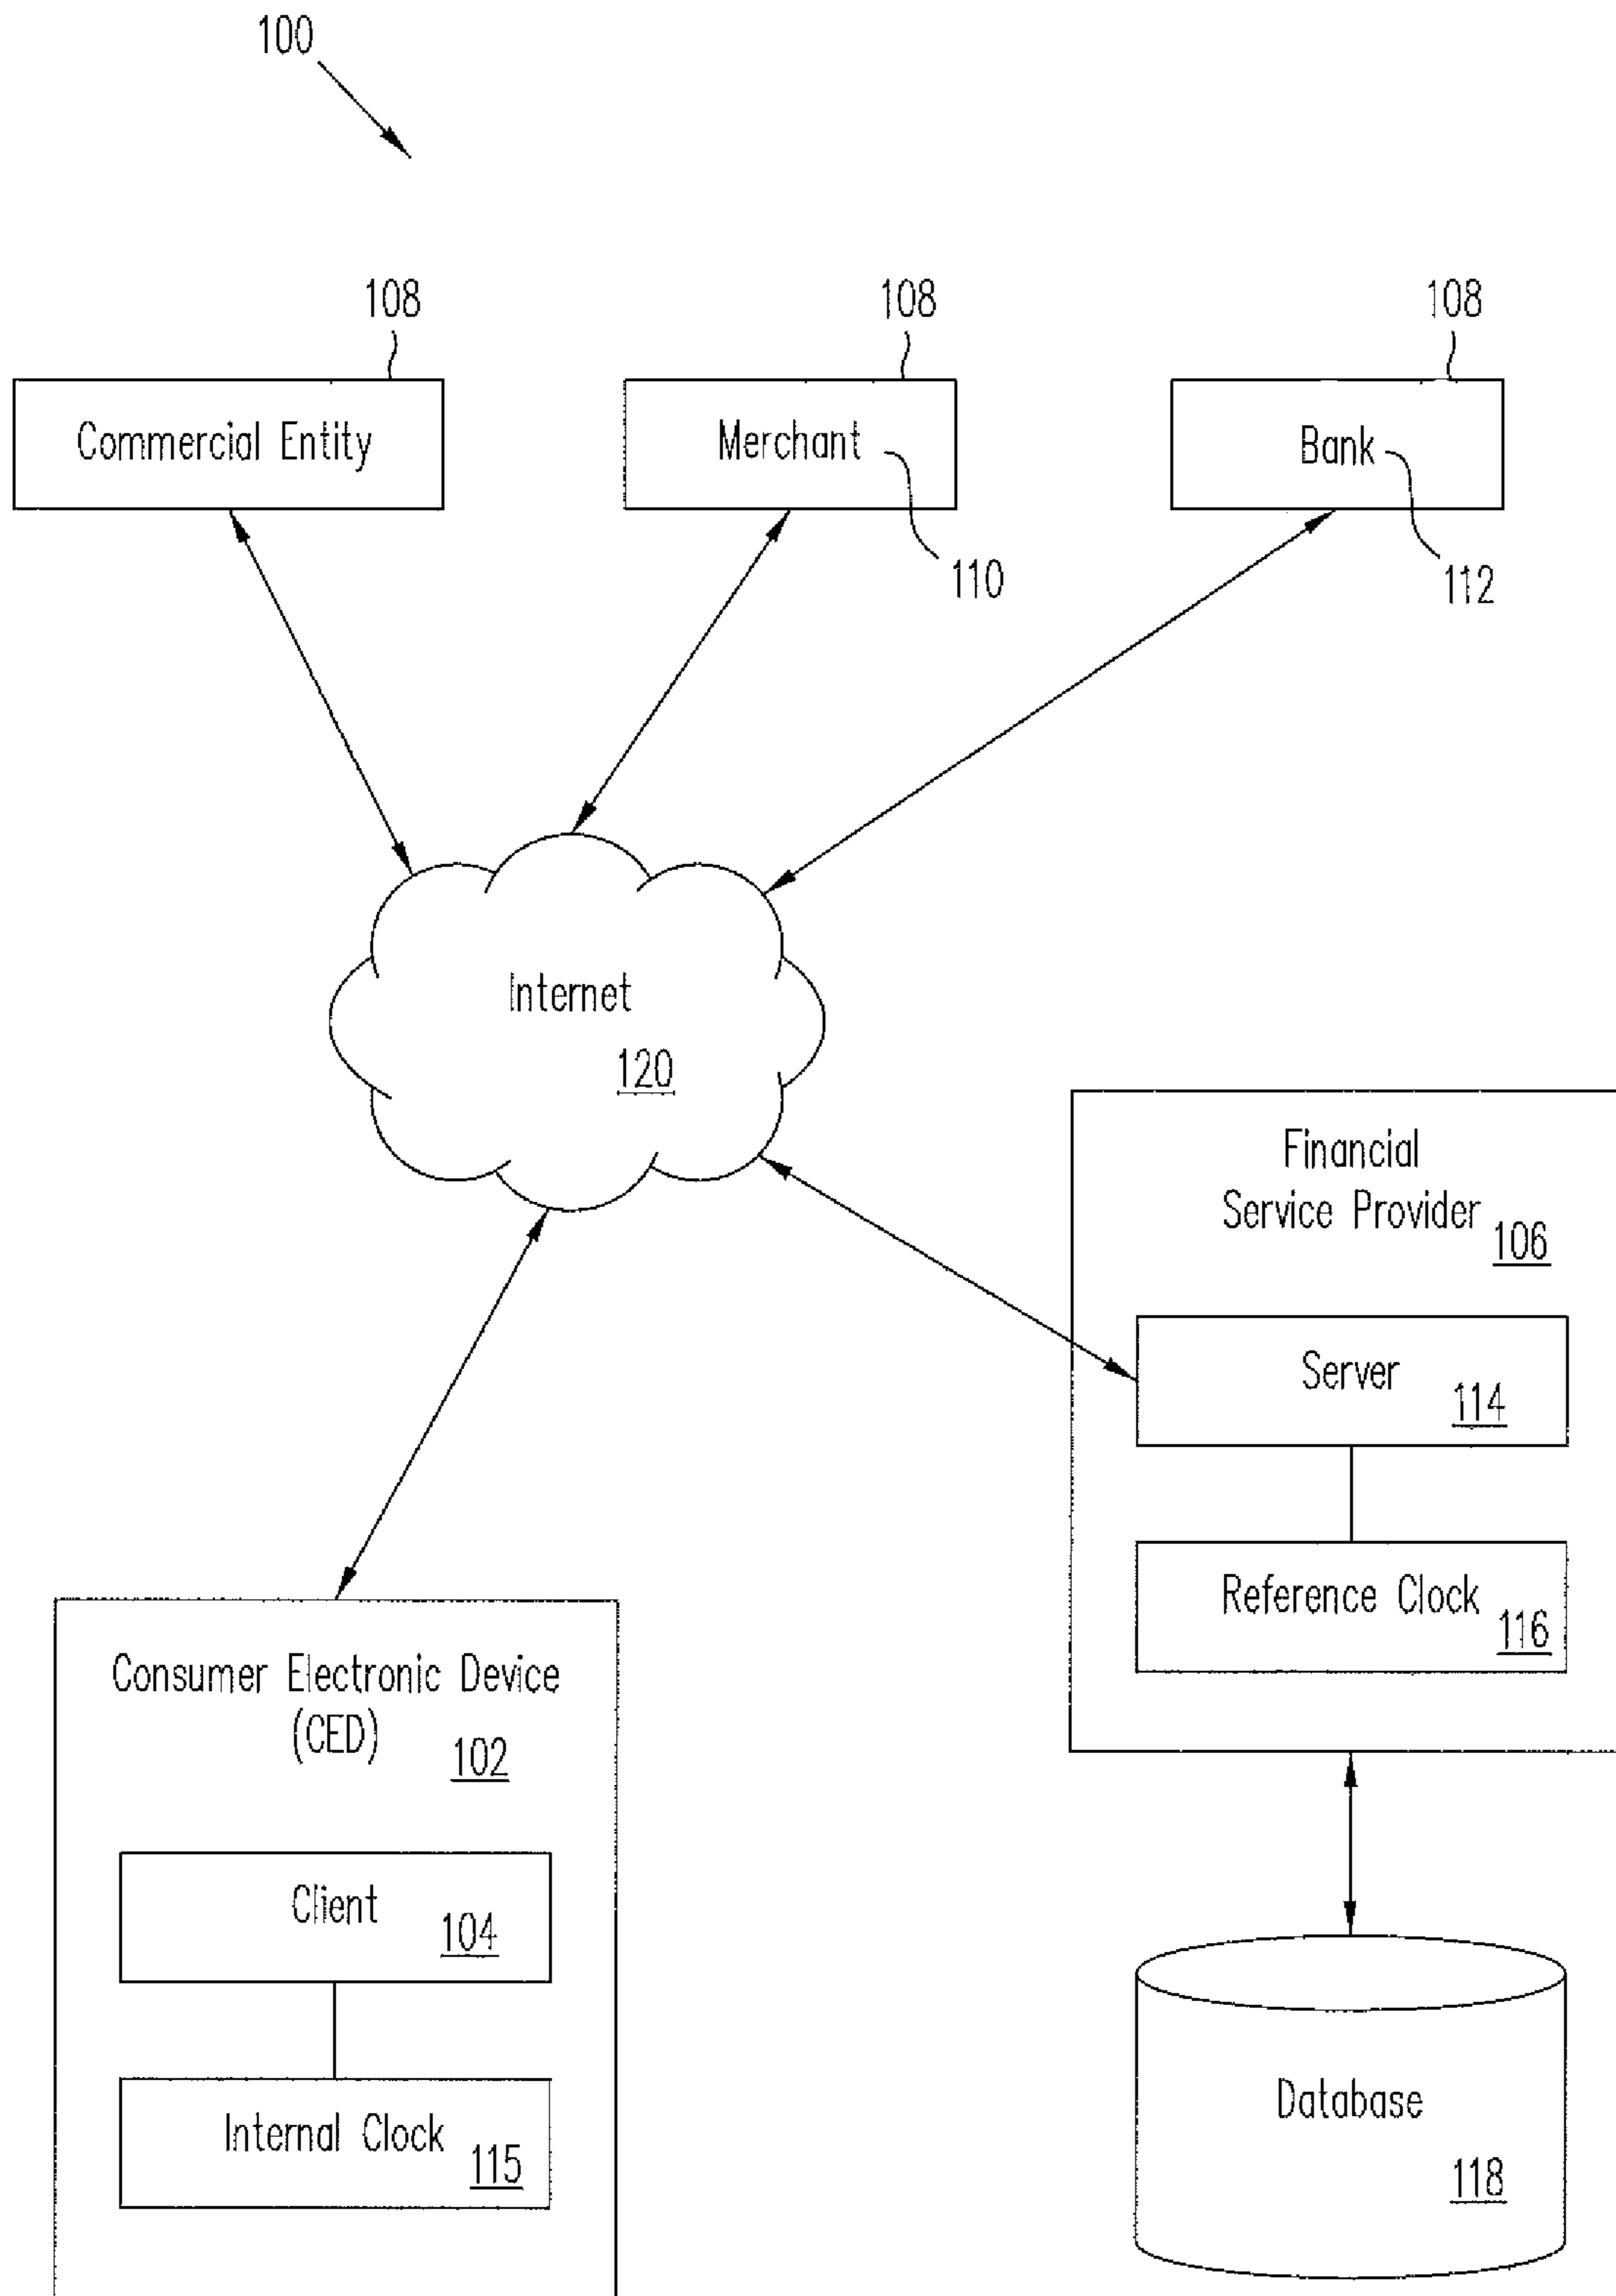 100
108
108
108
Commercial Entity
Merchant
Bank
110
112
Internet
120
Financial
Service Provider
106
Server
114
Reference Clock
116
Consumer Electronic Device
(CED)
102
Client
104
Internal Clock
115
Database
118